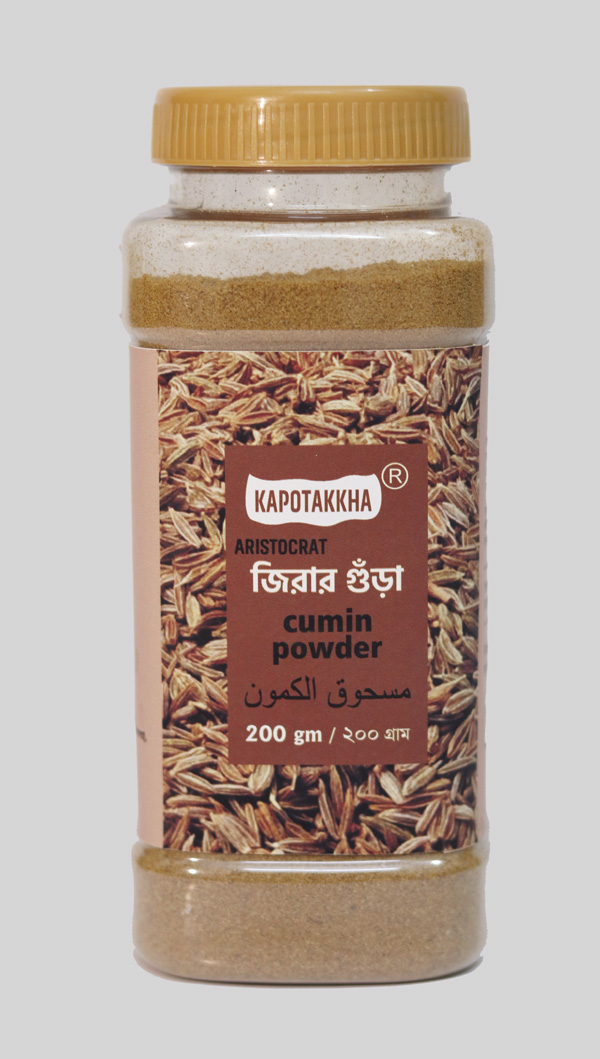 KAPOTAKKHA ®
ARISTOCRAT
জিরার গুঁড়া
cumin
powder
مسحوق الكمون
200 gm / ২০০ গ্রাম